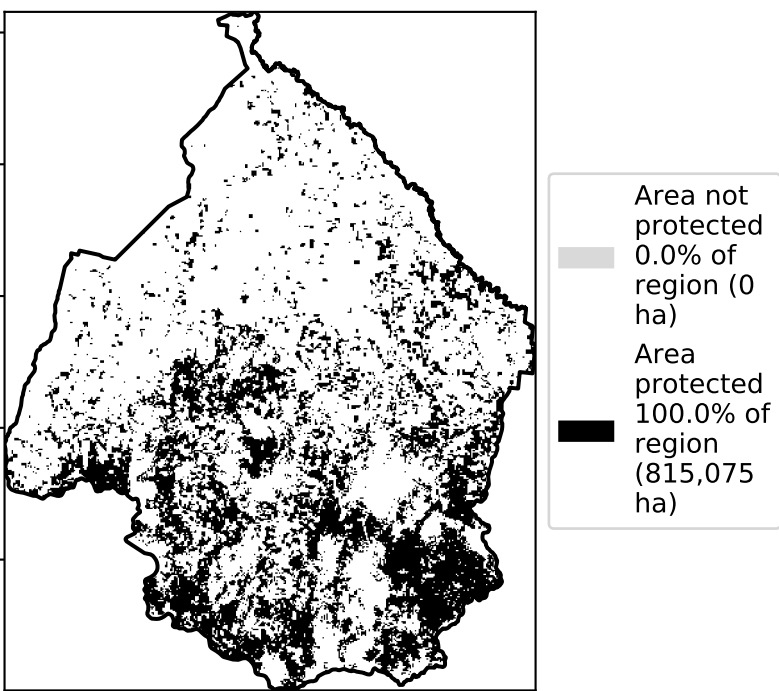 Area not
protected
0.0% of
region (0
ha)
Area
protected
100.0% of
region
(815,075
ha)